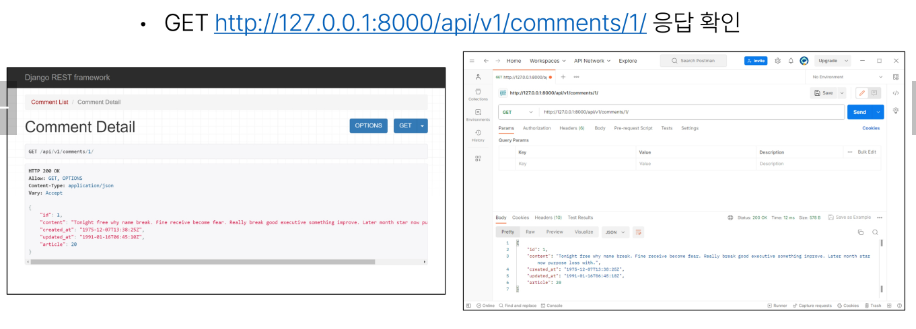 • GET http://127.0.0.1:8000/api/v1/comments/1/ 응답 확인
Django REST framework
Comment List / Comment Detail
Comment Detail
OPTIONS
GET
GET /api/v1/comments/1/
HTTP 200 OK
Allow: GET, OPTIONS
Content-Type: application/json
Vary: Accept
{
"id": 1,
"content": "Tonight free why name break. Fine receive become fear. Really break good executive something improve. Later month star now pu
"created_at": "1975-12-07T13:38:25Z",
"updated_at": "1991-01-16T06:45:18Z",
"article": 20
}
Home Workspaces API Network Explore
Search Postman
Invite
Upgrade
GET http://127.0.0.1:8000/a
No Environment
http://127.0.0.1:8000/api/v1/comments/1/
Save
GET
http://127.0.0.1:8000/api/v1/comments/1/
Send
Params Authorization Headers (6) Body Pre-request Script Tests Settings
Cookies
Query Params
Key Value Description Bulk Edit
Key Value Description
Collections
Environments
History
Body Cookies Headers (10) Test Results
Status: 200 OK Time: 12 ms Size: Save as Example
Pretty Raw Preview Visualize JSON
1 {
2 "id": 1,
3 "content": "Tonight free why name break. Fine receive become fear. Really break good executive something improve. Later month star
now purpose less with.",
4 "created_at": "1975-12-07T13:38:25Z",
5 "updated_at": "1991-01-16T06:45:18Z",
6 "article": 20
7 }
Online Find and replace Console
Runner Capture requests Cookies Trash